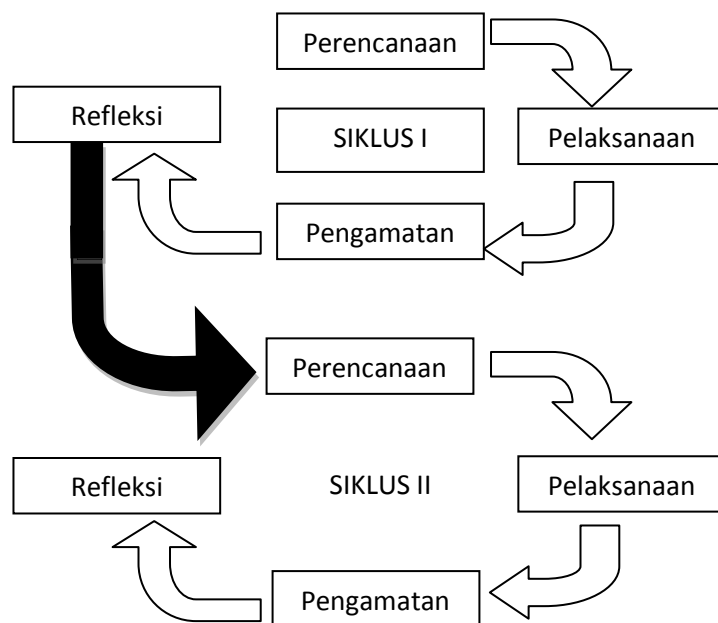 Perencanaan
Refleksi
SIKLUS I
Pelaksanaan
Pengamatan
Perencanaan
Refleksi
SIKLUS II
Pelaksanaan
Pengamatan